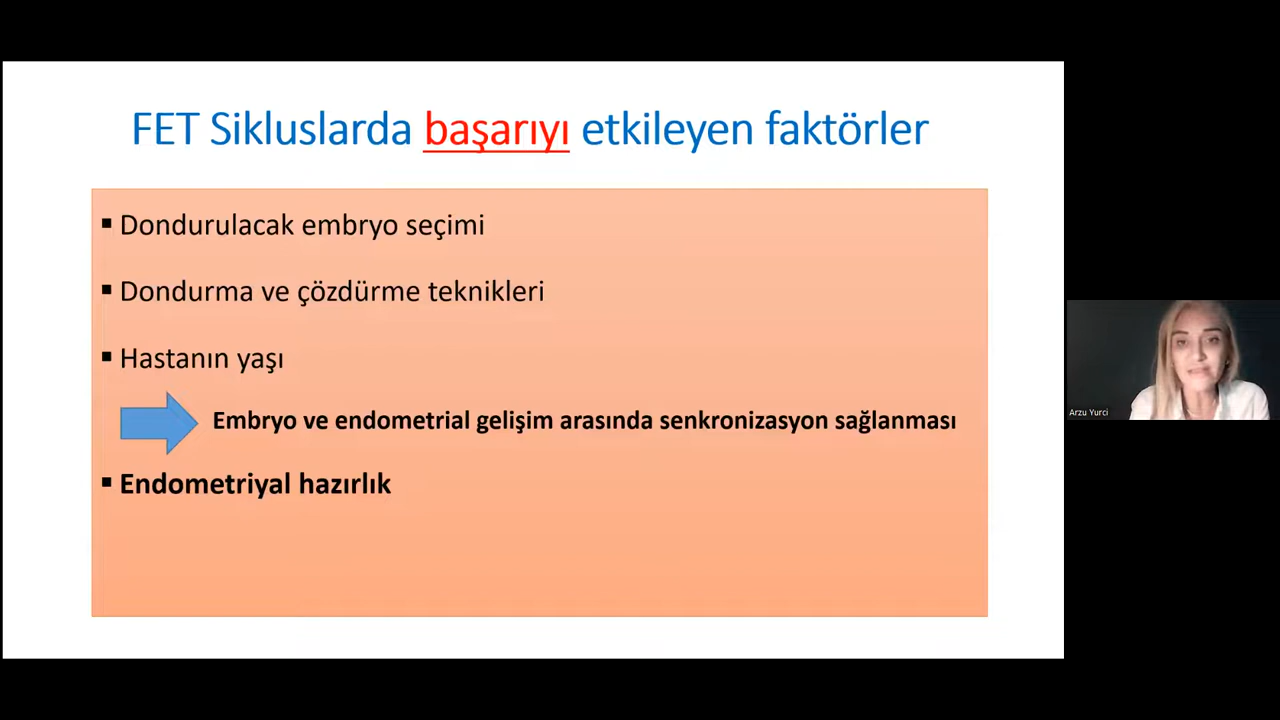 FET Sikluslarda başarıyı etkileyen faktörler
▪ Dondurulacak embryo seçimi
▪ Dondurma ve çözdürme teknikleri
▪ Hastanın yaşı
Embryo ve endometrial gelişim arasında senkronizasyon sağlanması
▪ Endometriyal hazırlık
Arzu Yurci